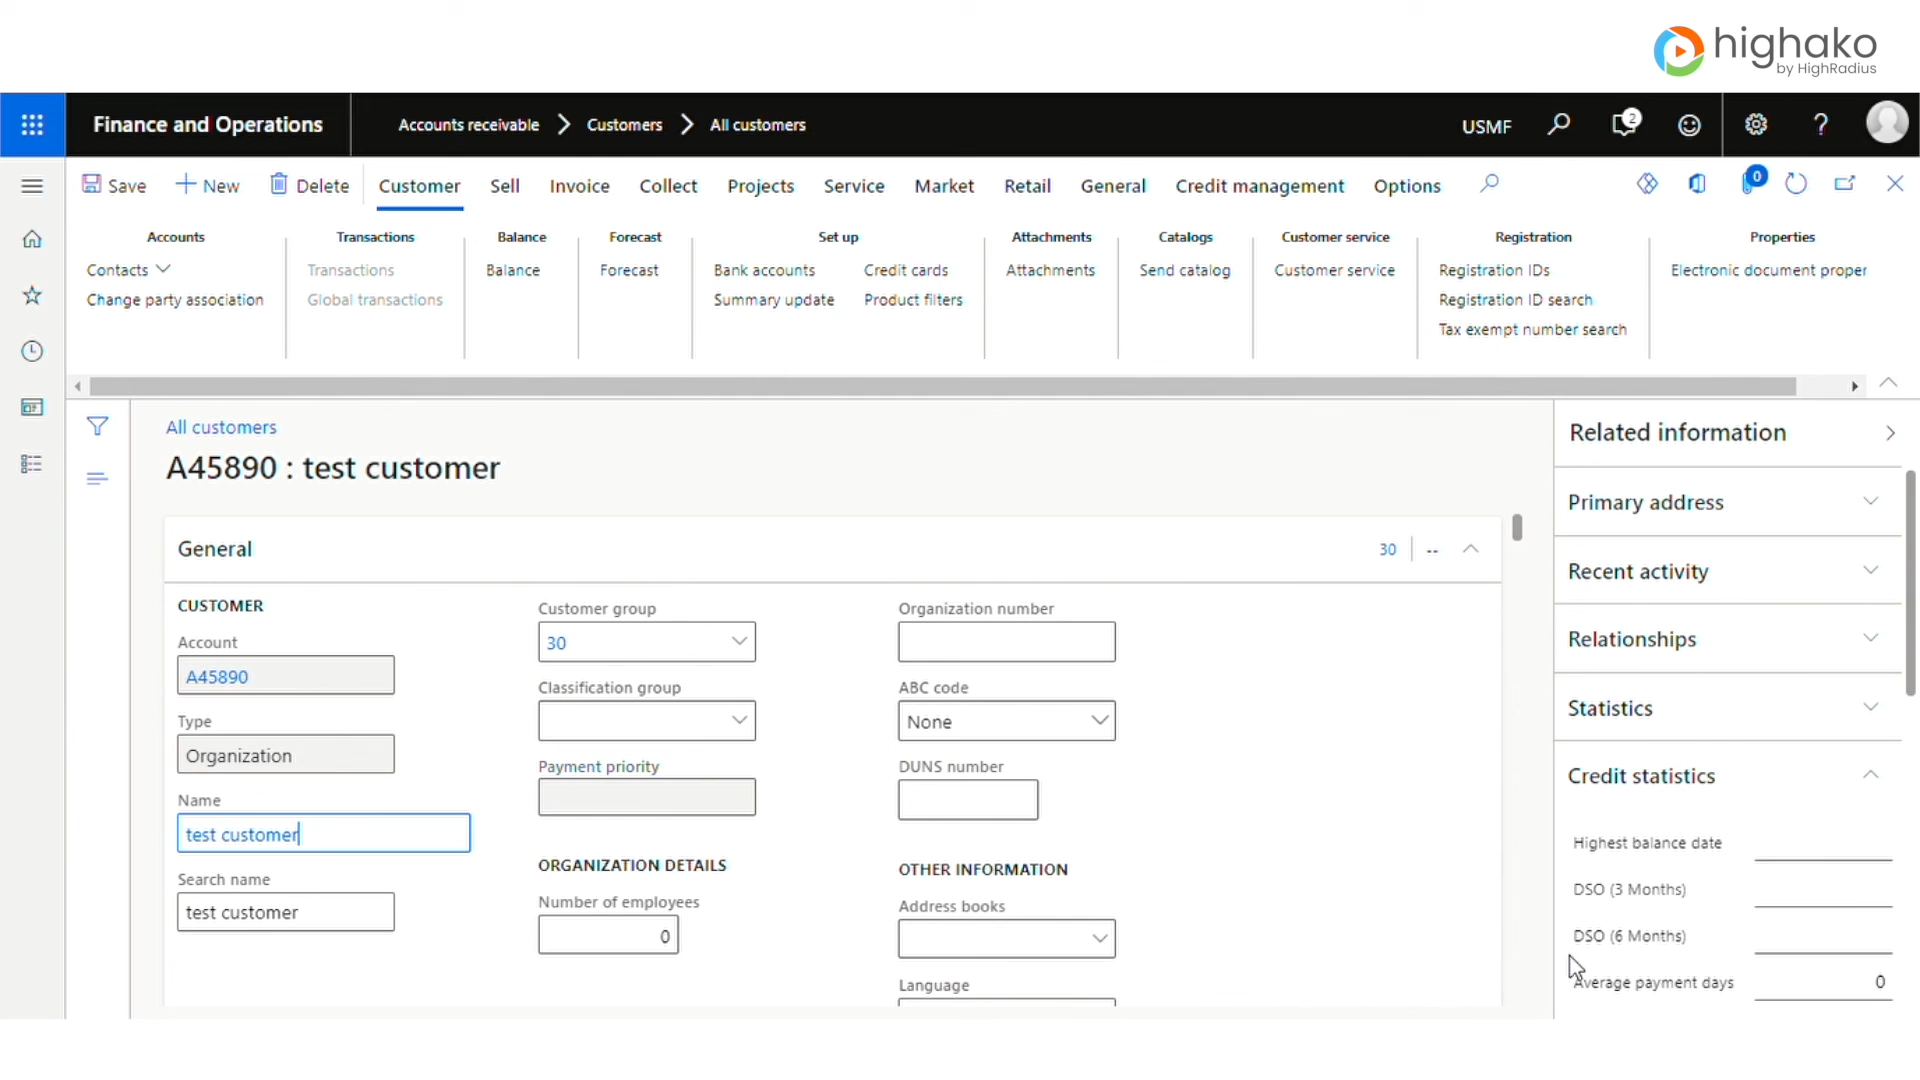 highako
by HighRadius
Finance and Operations
Accounts receivable
Customers
All customers
USMF
2
?
Save
New
Delete
Customer
Sell
Invoice
Collect
Projects
Service
Market
Retail
General
Credit management
Options
0
Accounts
Contacts
Change party association
Transactions
Transactions
Global transactions
Balance
Balance
Forecast
Forecast
Set up
Bank accounts
Credit cards
Summary update
Product filters
Attachments
Attachments
Catalogs
Send catalog
Customer service
Customer service
Registration
Registration IDs
Registration ID search
Tax exempt number search
Properties
Electronic document proper
All customers
A45890 : test customer
General
30
--
CUSTOMER
Account
A45890
Type
Organization
Name
test customer
Search name
test customer
Customer group
30
Classification group
Payment priority
ORGANIZATION DETAILS
Number of employees
0
Organization number
ABC code
None
DUNS number
OTHER INFORMATION
Address books
Language
Related information
Primary address
Recent activity
Relationships
Statistics
Credit statistics
Highest balance date
DSO (3 Months)
DSO (6 Months)
Average payment days
0